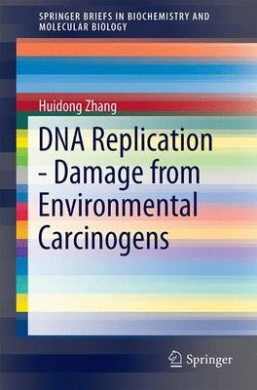 SPRINGER BRIEFS IN BIOCHEMISTRY AND
MOLECULAR BIOLOGY
Huidong Zhang
DNA Replication
- Damage from
Environmental
Carcinogens
Springer